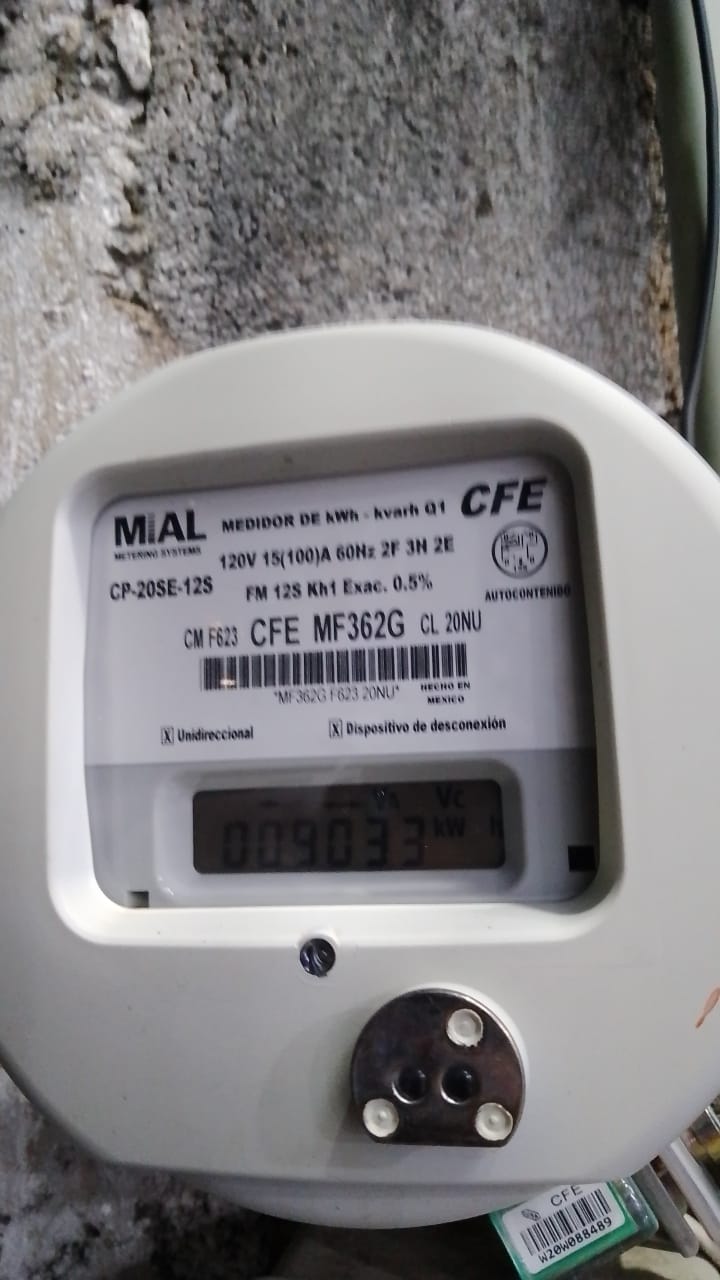 MIAL
METERING SYSTEMS
MEDIDOR DE kWh - kvarh Q1
CFE
120V 15(100)A 60Hz 2F 3N 2E
CP-20SE-12S
FM 12S Kh1 Exac. 0.5%
AUTOCONTENIDO
CM F623 CFE MF362G CL 20NU
*MF362G F623 20NU*
HECHO EN
MEXICO
X Unidireccional
X Dispositivo de desconexión
Vc
009033 kW h
CFE
W20W088489